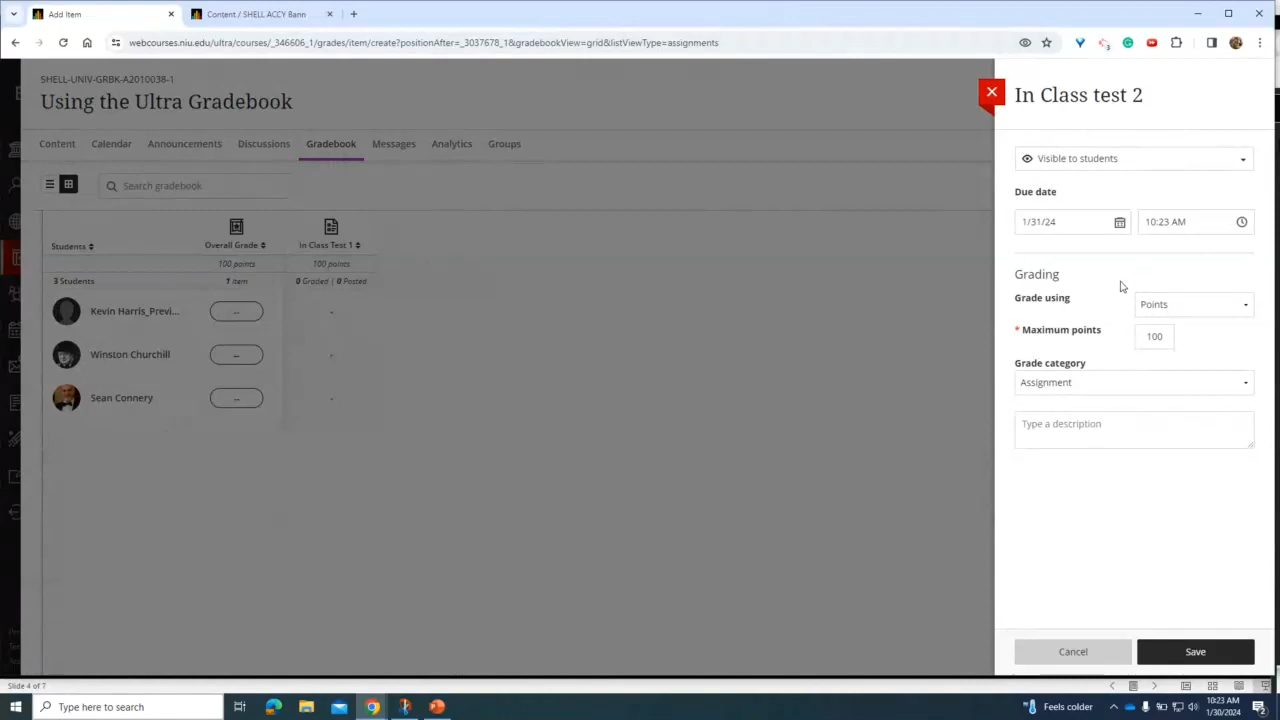 Add Item
Content / SHELL ACCY Bann
webcourses.niu.edu/ultra/courses/_346606_1/grades/item/create?positionAfter=_3037678_1&gradebookView=grid&listViewType=assignments
3
SHELL-UNIV-GRBK-A2010038-1
Using the Ultra Gradebook
Content Calendar Announcements Discussions Gradebook Messages Analytics Groups
Search gradebook
Students Overall Grade in Class Test 1
100 points 100 points
3 Students 1 item 0 Graded | 0 Posted
Kevin Harris_Previ... -- -
Winston Churchill -- -
Sean Connery -- -
In Class test 2
Visible to students
Due date
1/31/24 10:23 AM
Grading
Grade using Points
* Maximum points 100
Grade category
Assignment
Type a description
Cancel Save
Slide 4 of 7
Type here to search
Feels colder
10:23 AM
1/30/2024
2